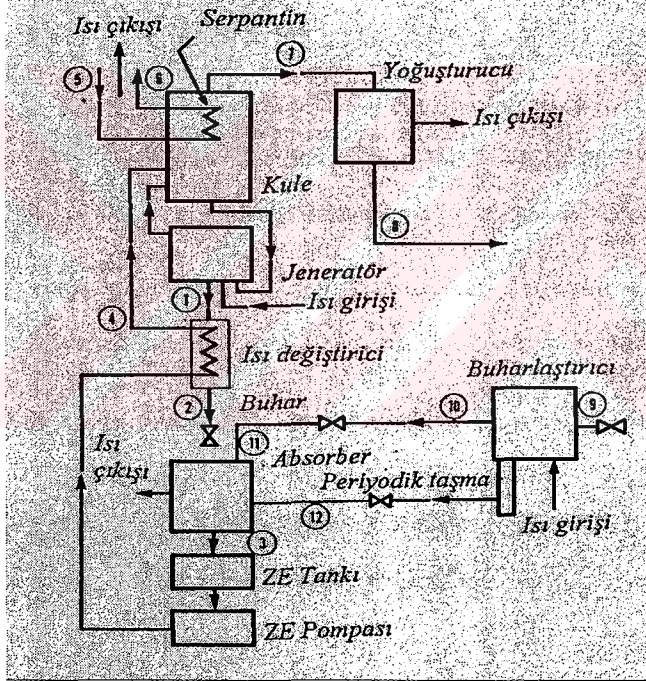 Isı çıkışı
Serpantin
5
6
7
Yoğuşturucu
Isı çıkışı
Kule
8
Jeneratör
1
Isı girişi
4
Isı değiştirici
Buharlaştırıcı
2
Buhar
10
9
Isı
çıkışı
11
Absorber
Periyodik taşma
12
Isı girişi
3
ZE Tankı
ZE Pompası